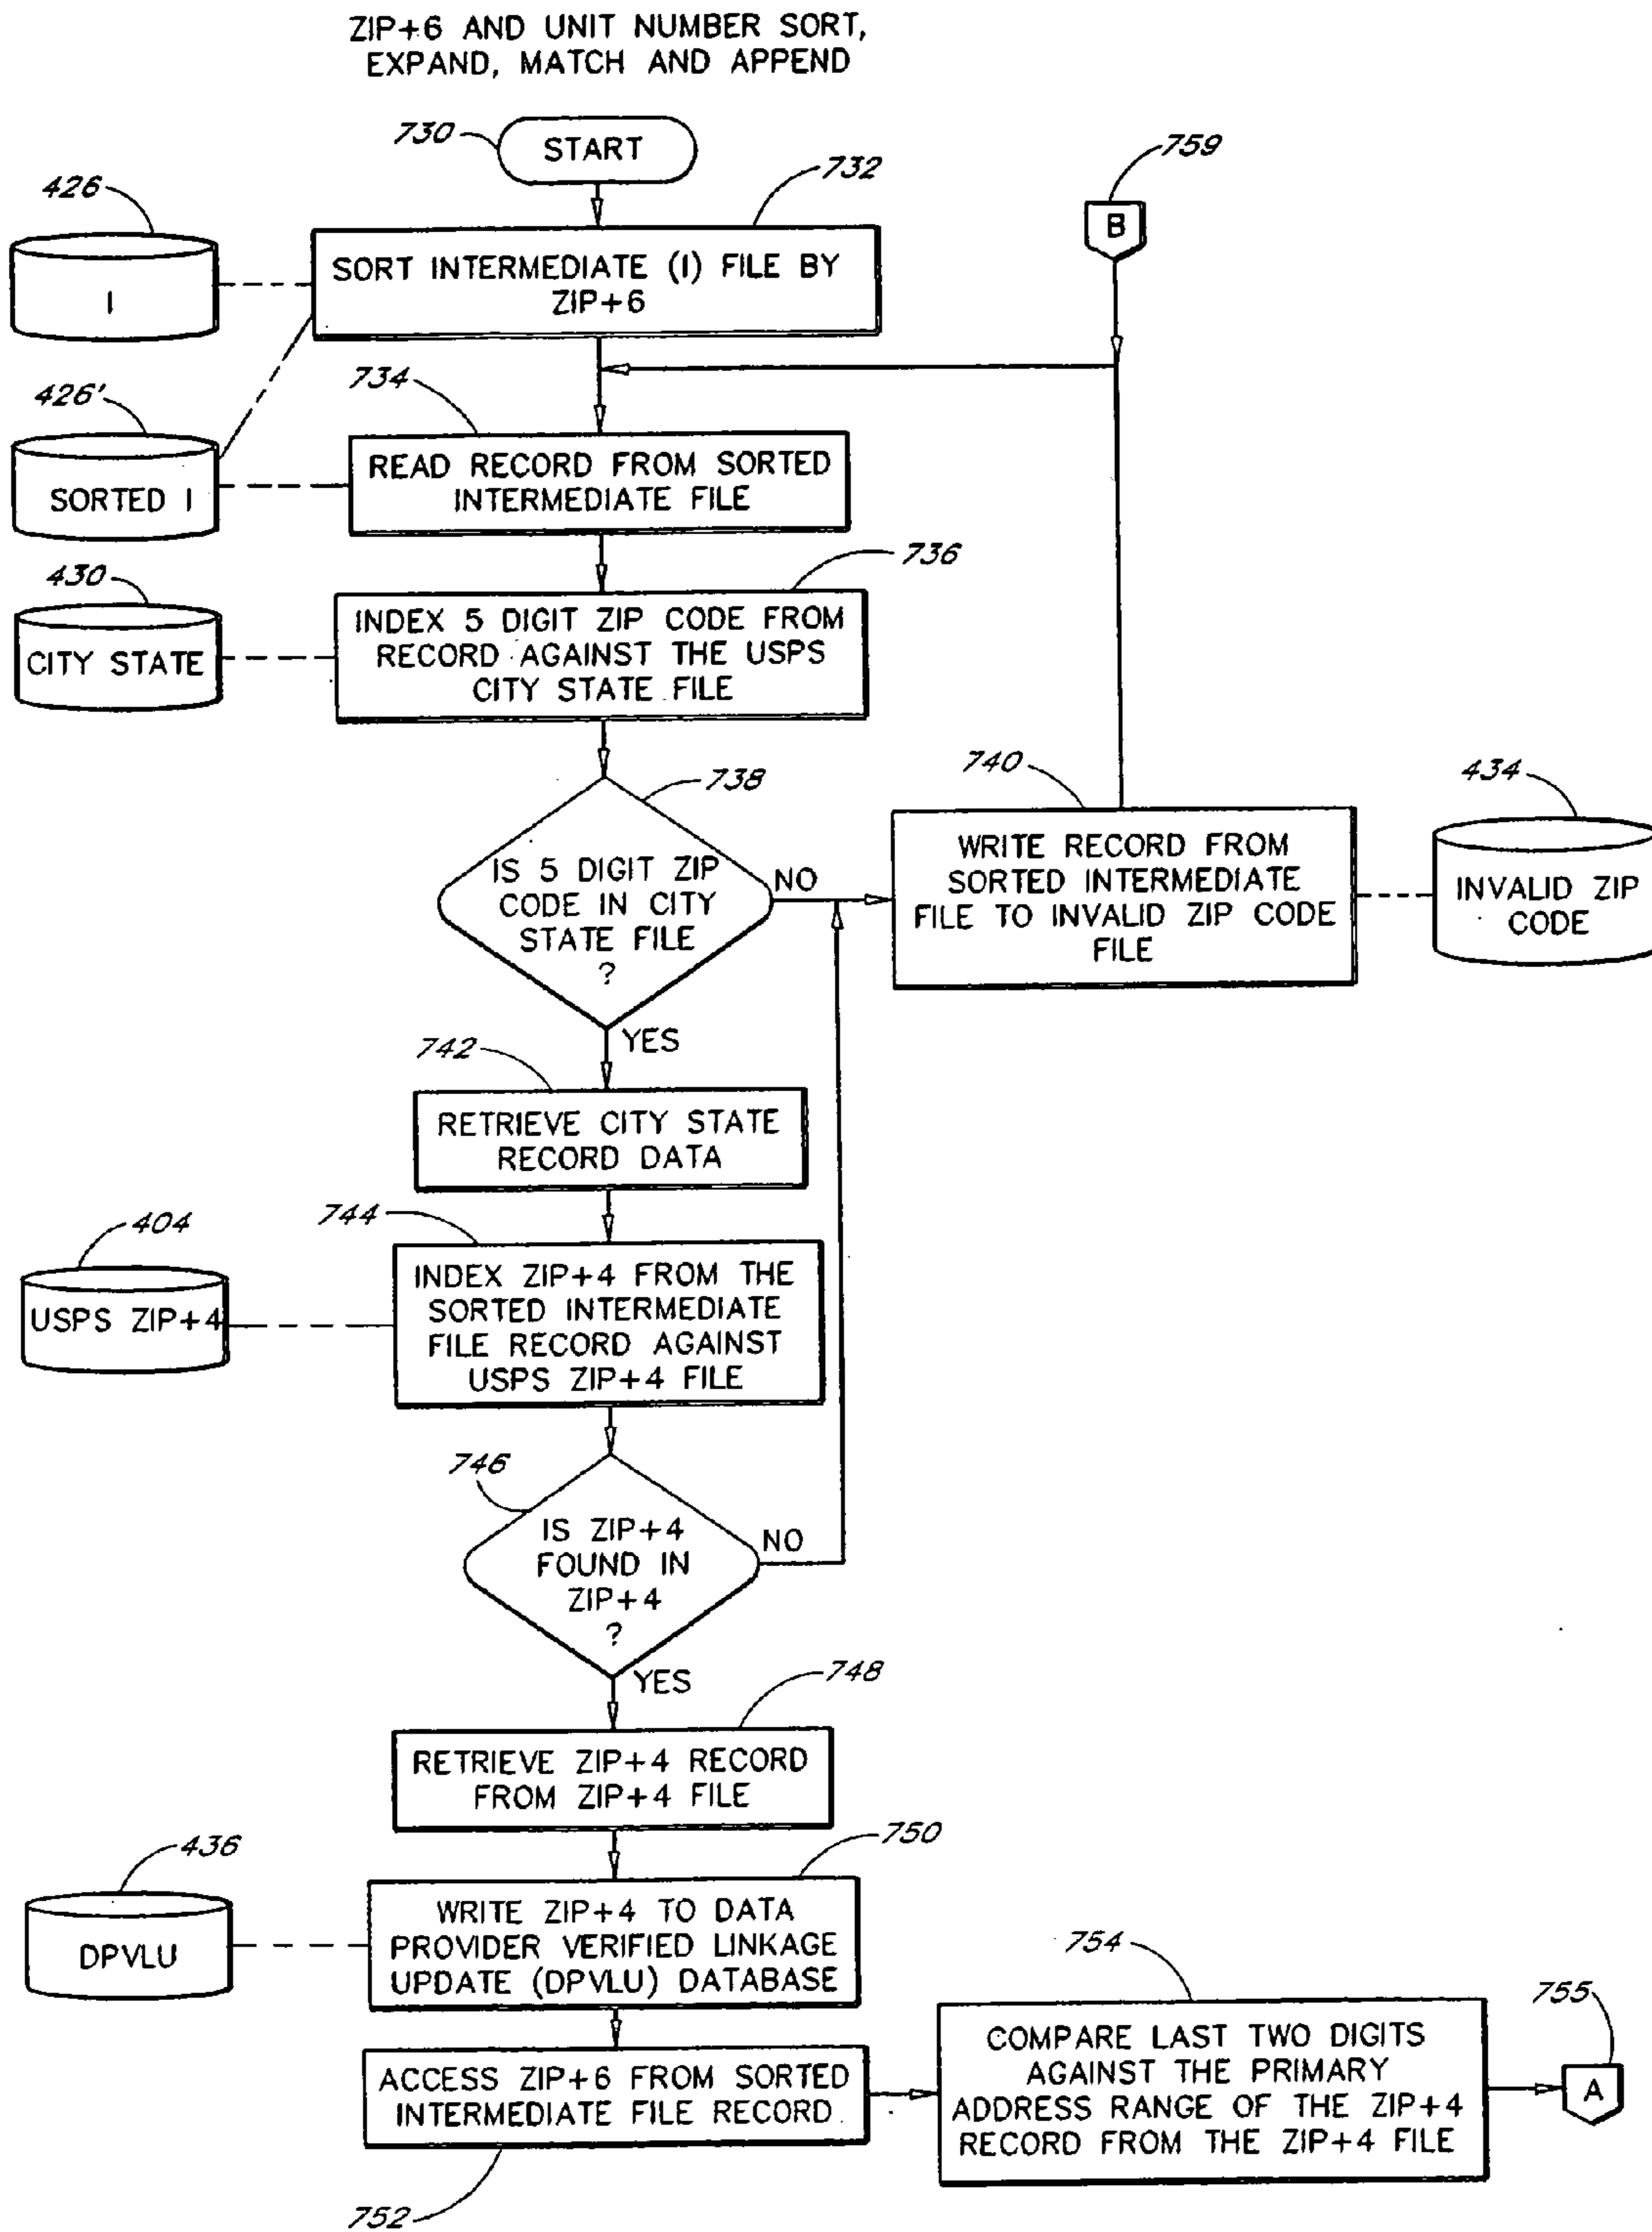 ZIP+6 AND UNIT NUMBER SORT,
EXPAND, MATCH AND APPEND
730
START
732
759
B
426
I
SORT INTERMEDIATE (I) FILE BY
ZIP+6
734
426'
SORTED I
READ RECORD FROM SORTED
INTERMEDIATE FILE
736
430
CITY STATE
INDEX 5 DIGIT ZIP CODE FROM
RECORD AGAINST THE USPS
CITY STATE FILE
738
IS 5 DIGIT ZIP
CODE IN CITY
STATE FILE
?
NO
740
WRITE RECORD FROM
SORTED INTERMEDIATE
FILE TO INVALID ZIP CODE
FILE
434
INVALID ZIP
CODE
YES
742
RETRIEVE CITY STATE
RECORD DATA
744
404
USPS ZIP+4
INDEX ZIP+4 FROM THE
SORTED INTERMEDIATE
FILE RECORD AGAINST
USPS ZIP+4 FILE
746
IS ZIP+4
FOUND IN
ZIP+4
?
NO
YES
748
RETRIEVE ZIP+4 RECORD
FROM ZIP+4 FILE
750
436
DPVLU
WRITE ZIP+4 TO DATA
PROVIDER VERIFIED LINKAGE
UPDATE (DPVLU) DATABASE
752
ACCESS ZIP+6 FROM SORTED
INTERMEDIATE FILE RECORD
754
COMPARE LAST TWO DIGITS
AGAINST THE PRIMARY
ADDRESS RANGE OF THE ZIP+4
RECORD FROM THE ZIP+4 FILE
755
A